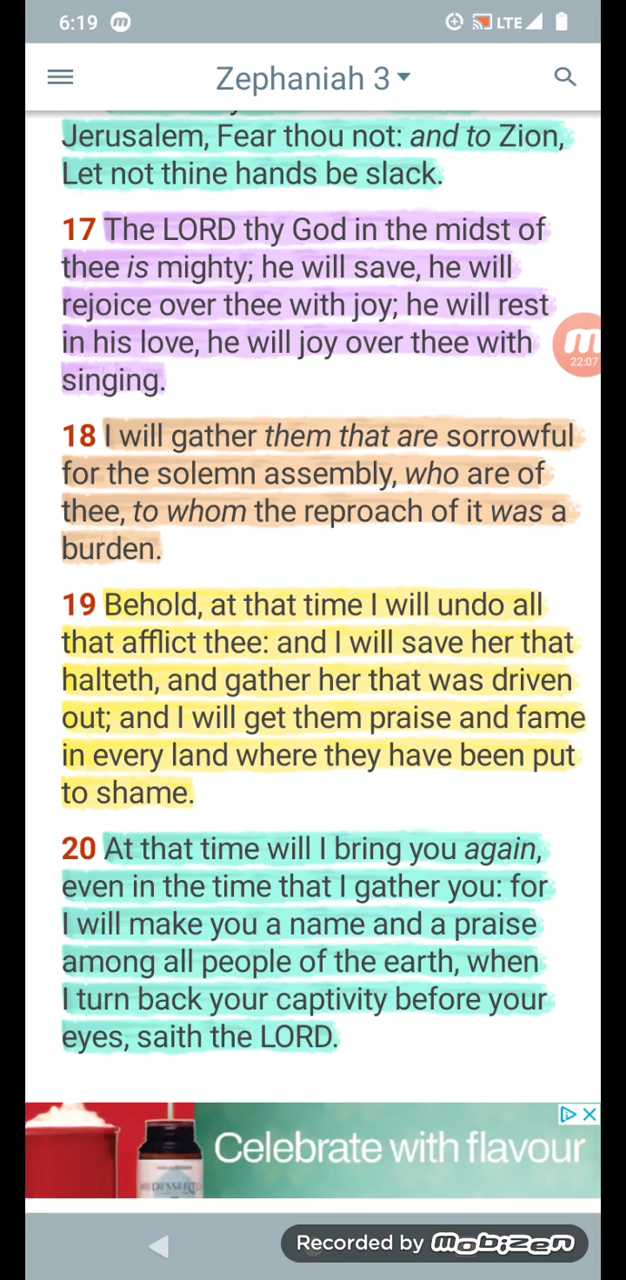 6:19 m LTE
Zephaniah 3
Jerusalem, Fear thou not: and to Zion,
Let not thine hands be slack.
17 The LORD thy God in the midst of
thee is mighty; he will save, he will
rejoice over thee with joy; he will rest
in his love, he will joy over thee with
singing.
m
22:07
18 I will gather them that are sorrowful
for the solemn assembly, who are of
thee, to whom the reproach of it was a
burden.
19 Behold, at that time I will undo all
that afflict thee: and I will save her that
halteth, and gather her that was driven
out; and I will get them praise and fame
in every land where they have been put
to shame.
20 At that time will I bring you again,
even in the time that I gather you: for
I will make you a name and a praise
among all people of the earth, when
I turn back your captivity before your
eyes, saith the LORD.
Celebrate with flavour
Recorded by mobizen